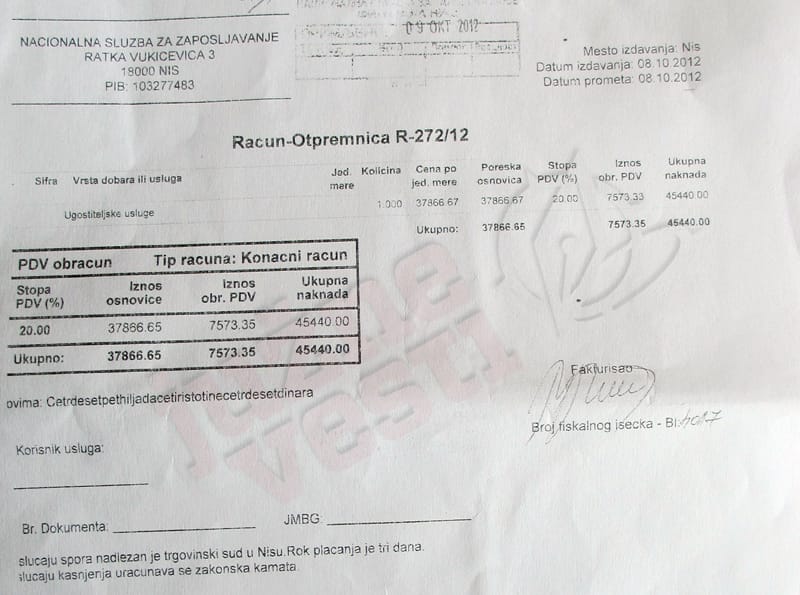 NACIONALNA SLUZBA ZA ZAPOSLJAVANJE
RATKA VUKICEVICA 3
18000 NIS
PIB: 103277483
09 OKT 2012
Mesto izdavanja: Nis
Datum izdavanja: 08.10.2012
Datum prometa: 08.10.2012
Racun-Otpremnica R-272/12
Sifra Vrsta dobara ili usluga Jed. mere Kolicina Cena po jed. mere Poreska osnovica Stopa PDV (%) Iznos obr. PDV Ukupna naknada
Ugostiteljske usluge 1.000 37866.67 37866.67 20.00 7573.33 45440.00
Ukupno: 37866.65 7573.35 45440.00
PDV obracun Tip racuna: Konacni racun
Stopa PDV (%) Iznos osnovice Iznos obr. PDV Ukupna naknada
20.00 37866.65 7573.35 45440.00
Ukupno: 37866.65 7573.35 45440.00
ovima: Cetrdesetpethiljadacetiristotinecetrdesetdinara
Fakturisao
Broj fiskalnog isecka - BI:
Korisnik usluga:
Br. Dokumenta:
JMBG:
slucaju spora nadlezan je trgovinski sud u Nisu.Rok placanja je tri dana.
slucaju kasnjenja uracunava se zakonska kamata.
južne vesti